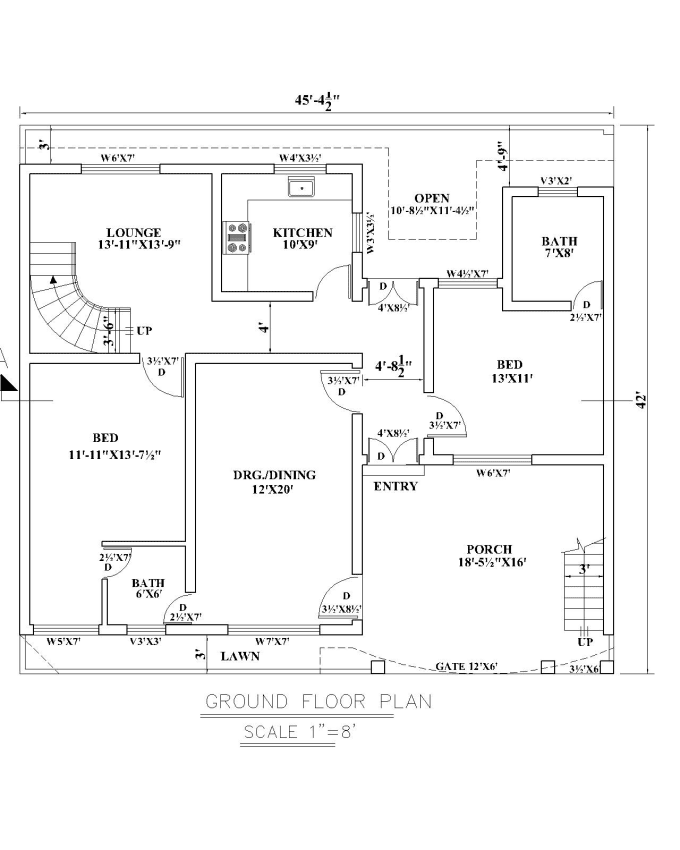 45'-4½"
3'
W6'X7'
W4'X3½'
4'-9"
V3'X2'
OPEN
10'-8½"X11'-4½"
LOUNGE
13'-11"X13'-9"
KITCHEN
10'X9'
W3'X3½'
BATH
7'X8'
W4½'X7'
D
D
4'X8½'
D
2½'X7'
UP
3'-6"
4'
3½'X7'
D
4'-8½"
3½'X7'
D
BED
13'X11'
42'
D
3½'X7'
BED
11'-11"X13'-7½"
4'X8½'
D
DRG./DINING
12'X20'
W6'X7'
ENTRY
PORCH
18'-5½"X16'
2½'X7'
D
BATH
6'X6'
3'
D
3½'X8½'
D
2½'X7'
W5'X7'
V3'X3'
W7'X7'
UP
3'
LAWN
GATE 12'X6'
3½'X6
GROUND FLOOR PLAN
SCALE 1"=8'